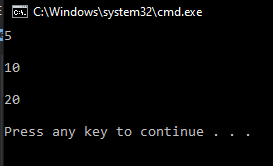 C:\Windows\system32\cmd.exe
5
10
20
Press any key to continue . . .